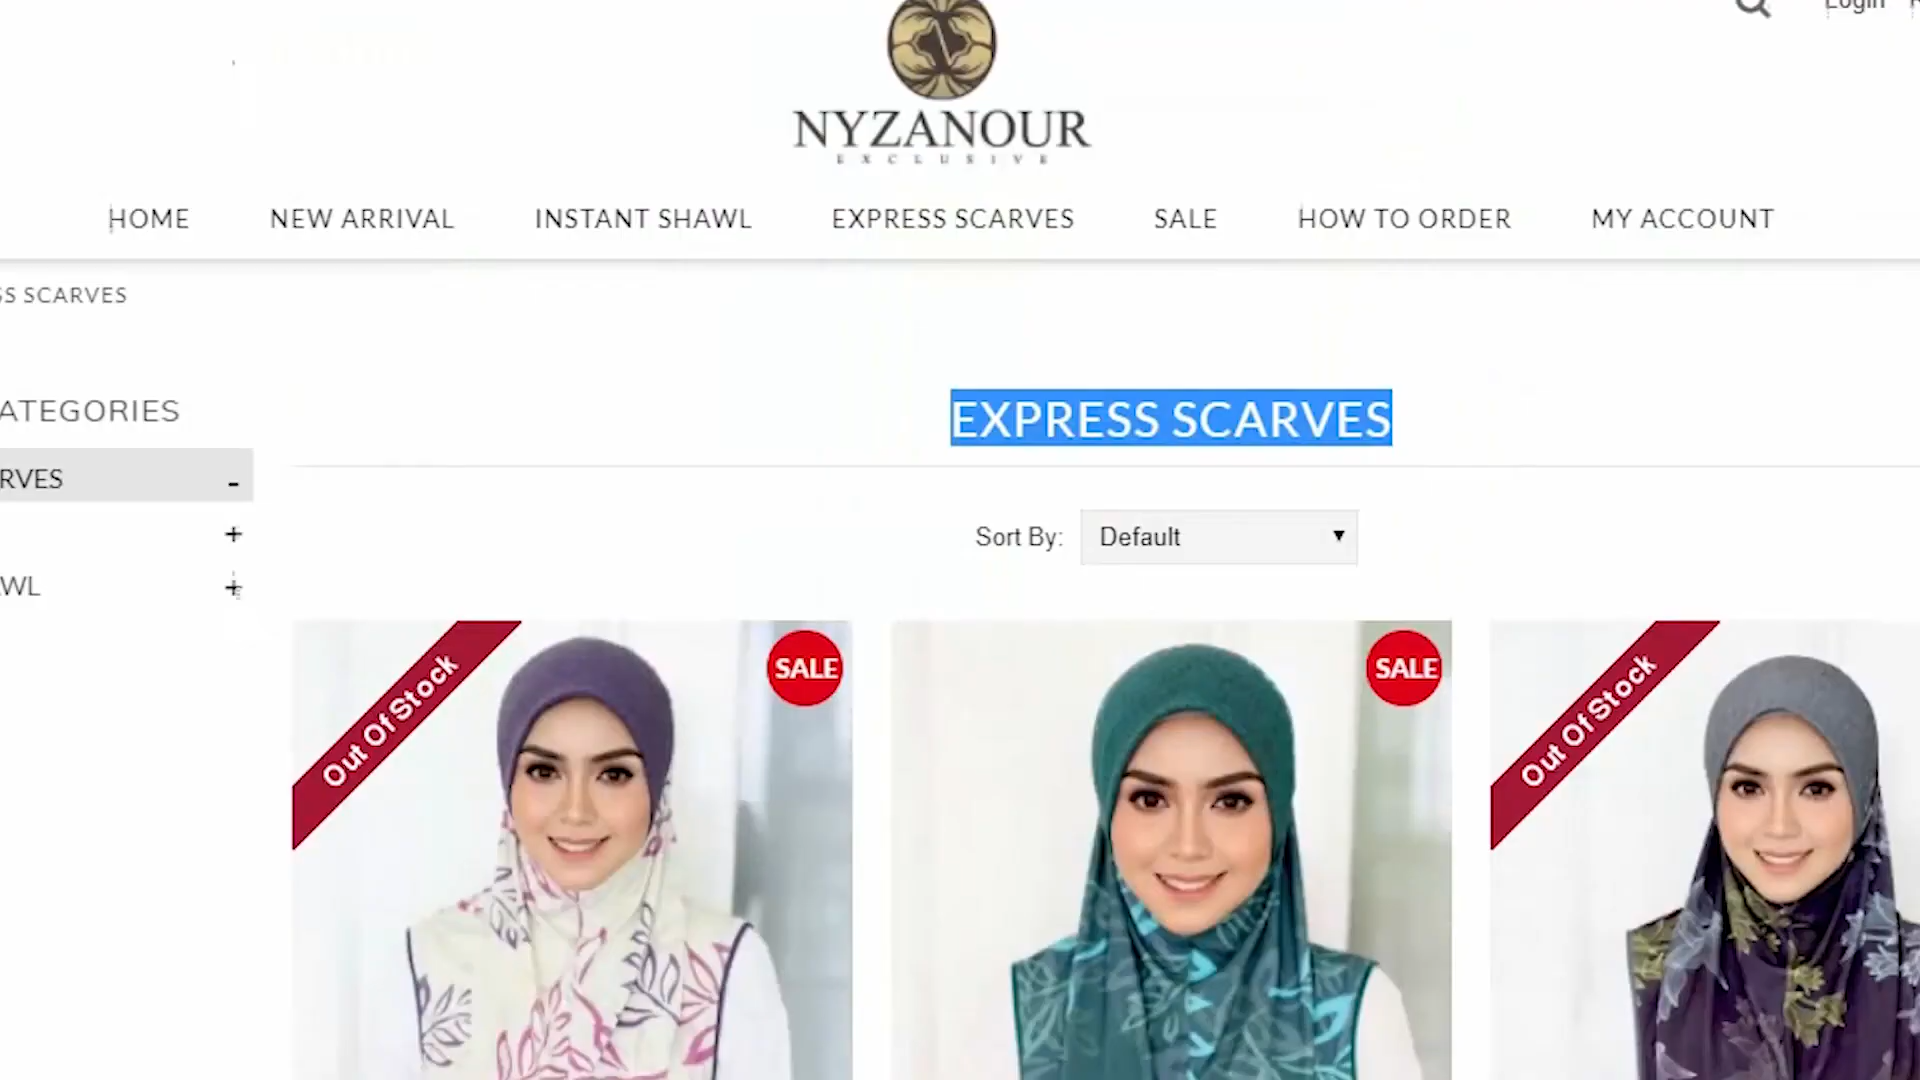 NYZANOUR
EXCLUSIVE
HOME NEW ARRIVAL INSTANT SHAWL EXPRESS SCARVES SALE HOW TO ORDER MY ACCOUNT
SCARVES
ATEGORIES
EXPRESS SCARVES
RVES -
+
Sort By: Default
WL +
Out Of Stock
SALE
SALE
Out Of Stock